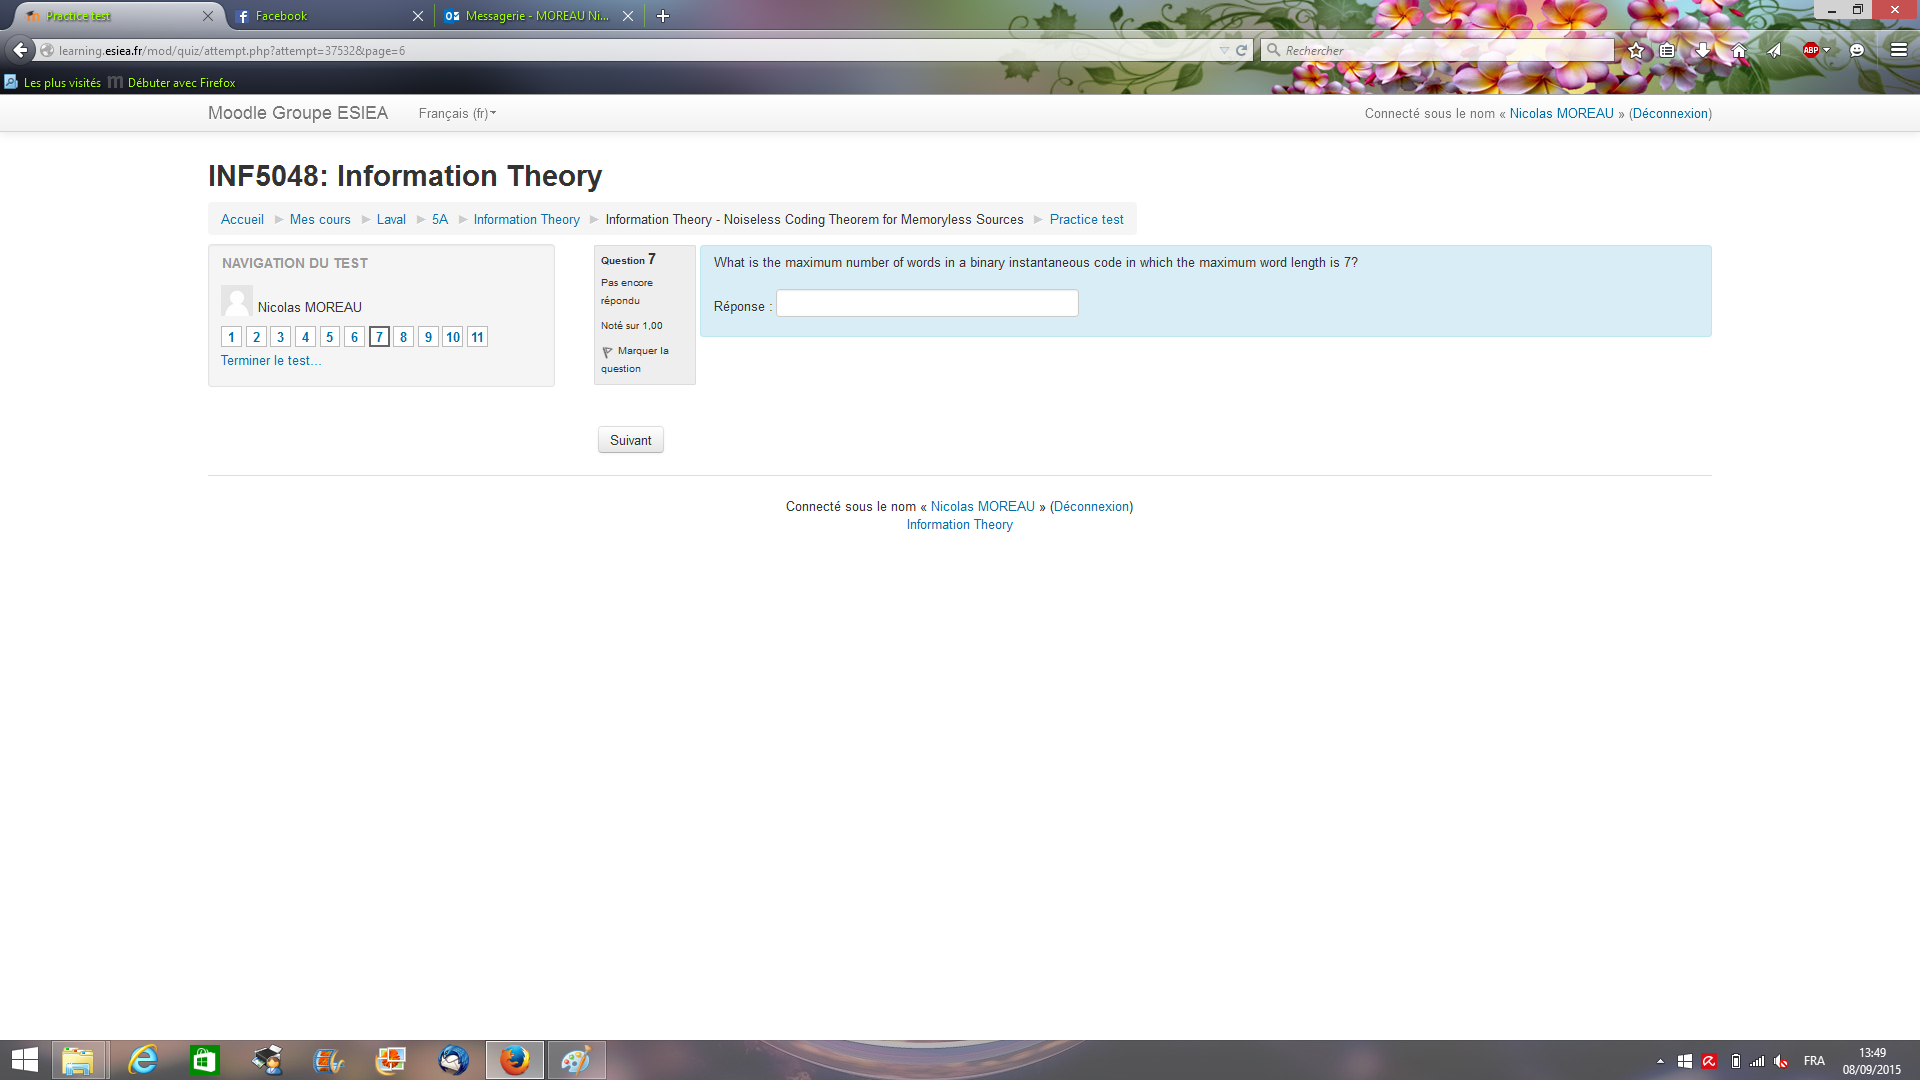 Practice test
Facebook
Messagerie - MOREAU Ni...
learning.esiea.fr/mod/quiz/attempt.php?attempt=37532&page=6
Rechercher
ABP
Les plus visités
Débuter avec Firefox
Moodle Groupe ESIEA
Français (fr)
Connecté sous le nom « Nicolas MOREAU » (Déconnexion)
INF5048: Information Theory
Accueil ► Mes cours ► Laval ► 5A ► Information Theory ► Information Theory - Noiseless Coding Theorem for Memoryless Sources ► Practice test
NAVIGATION DU TEST
Nicolas MOREAU
1 2 3 4 5 6 7 8 9 10 11
Terminer le test...
Question 7
Pas encore
répondu
Noté sur 1,00
Marquer la
question
What is the maximum number of words in a binary instantaneous code in which the maximum word length is 7?
Réponse :
Suivant
Connecté sous le nom « Nicolas MOREAU » (Déconnexion)
Information Theory
FRA
13:49
08/09/2015